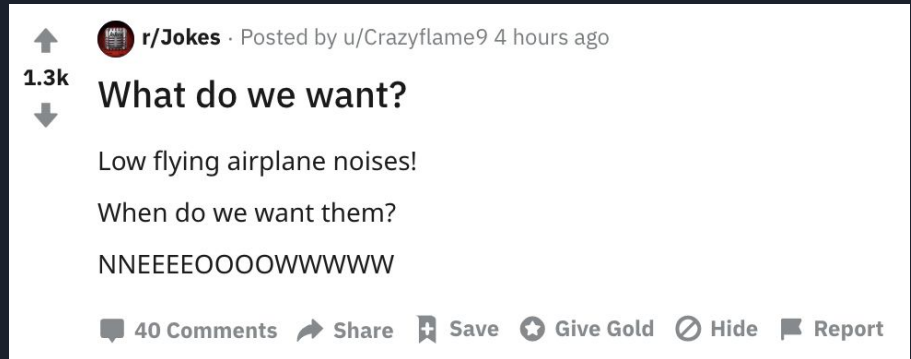 r/Jokes · Posted by u/Crazyflame9 4 hours ago
1.3k
What do we want?
Low flying airplane noises!
When do we want them?
NNEEEEOOOOWWWWW
40 Comments Share Save Give Gold Hide Report